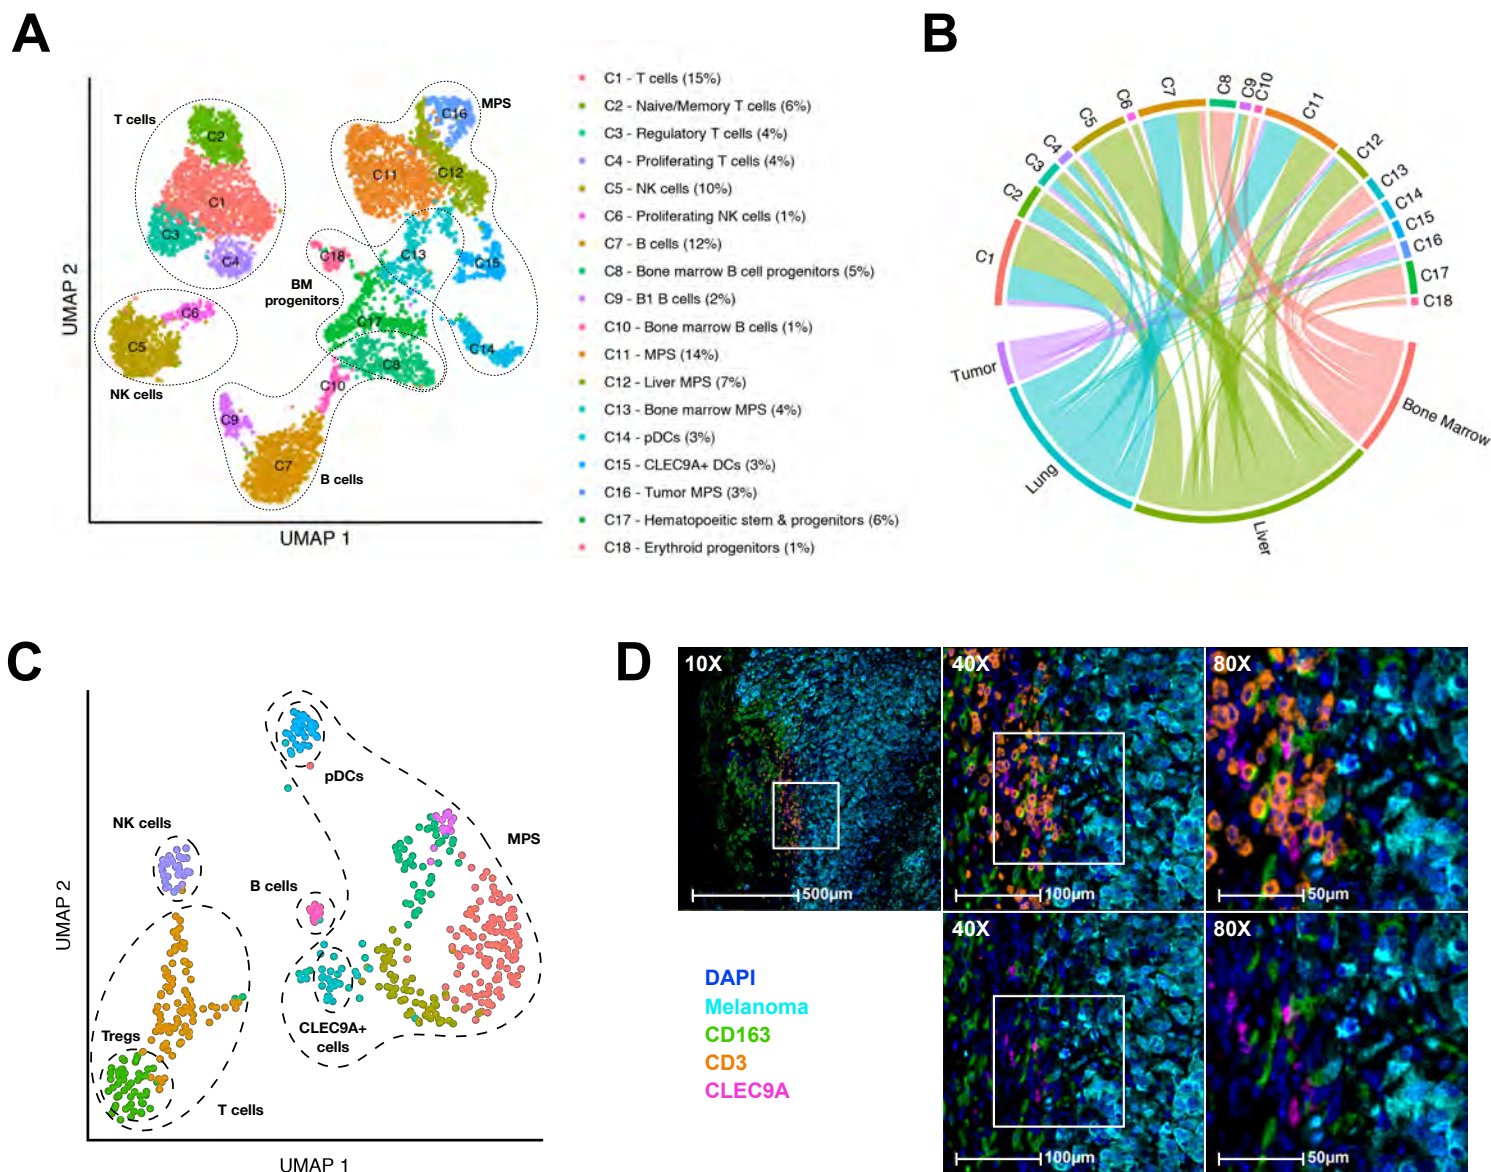 A
T cells
MPS
C2
C16
C11
C12
C1
C3
C4
C18
C13
C15
BM
progenitors
C6
C17
C5
C14
C8
NK cells
C10
C9
C7
B cells
UMAP 2
UMAP 1
C1 - T cells (15%)
C2 - Naive/Memory T cells (6%)
C3 - Regulatory T cells (4%)
C4 - Proliferating T cells (4%)
C5 - NK cells (10%)
C6 - Proliferating NK cells (1%)
C7 - B cells (12%)
C8 - Bone marrow B cell progenitors (5%)
C9 - B1 B cells (2%)
C10 - Bone marrow B cells (1%)
C11 - MPS (14%)
C12 - Liver MPS (7%)
C13 - Bone marrow MPS (4%)
C14 - pDCs (3%)
C15 - CLEC9A+ DCs (3%)
C16 - Tumor MPS (3%)
C17 - Hematopoeitic stem & progenitors (6%)
C18 - Erythroid progenitors (1%)
B
C1
C2
C3
C4
C5
C6
C7
C8
C9
C10
C11
C12
C13
C14
C15
C16
C17
C18
Tumor
Lung
Liver
Bone Marrow
C
pDCs
NK cells
MPS
B cells
CLEC9A+
cells
Tregs
T cells
UMAP 2
UMAP 1
D
10X
500µm
40X
100µm
80X
50µm
40X
100µm
80X
50µm
DAPI
Melanoma
CD163
CD3
CLEC9A